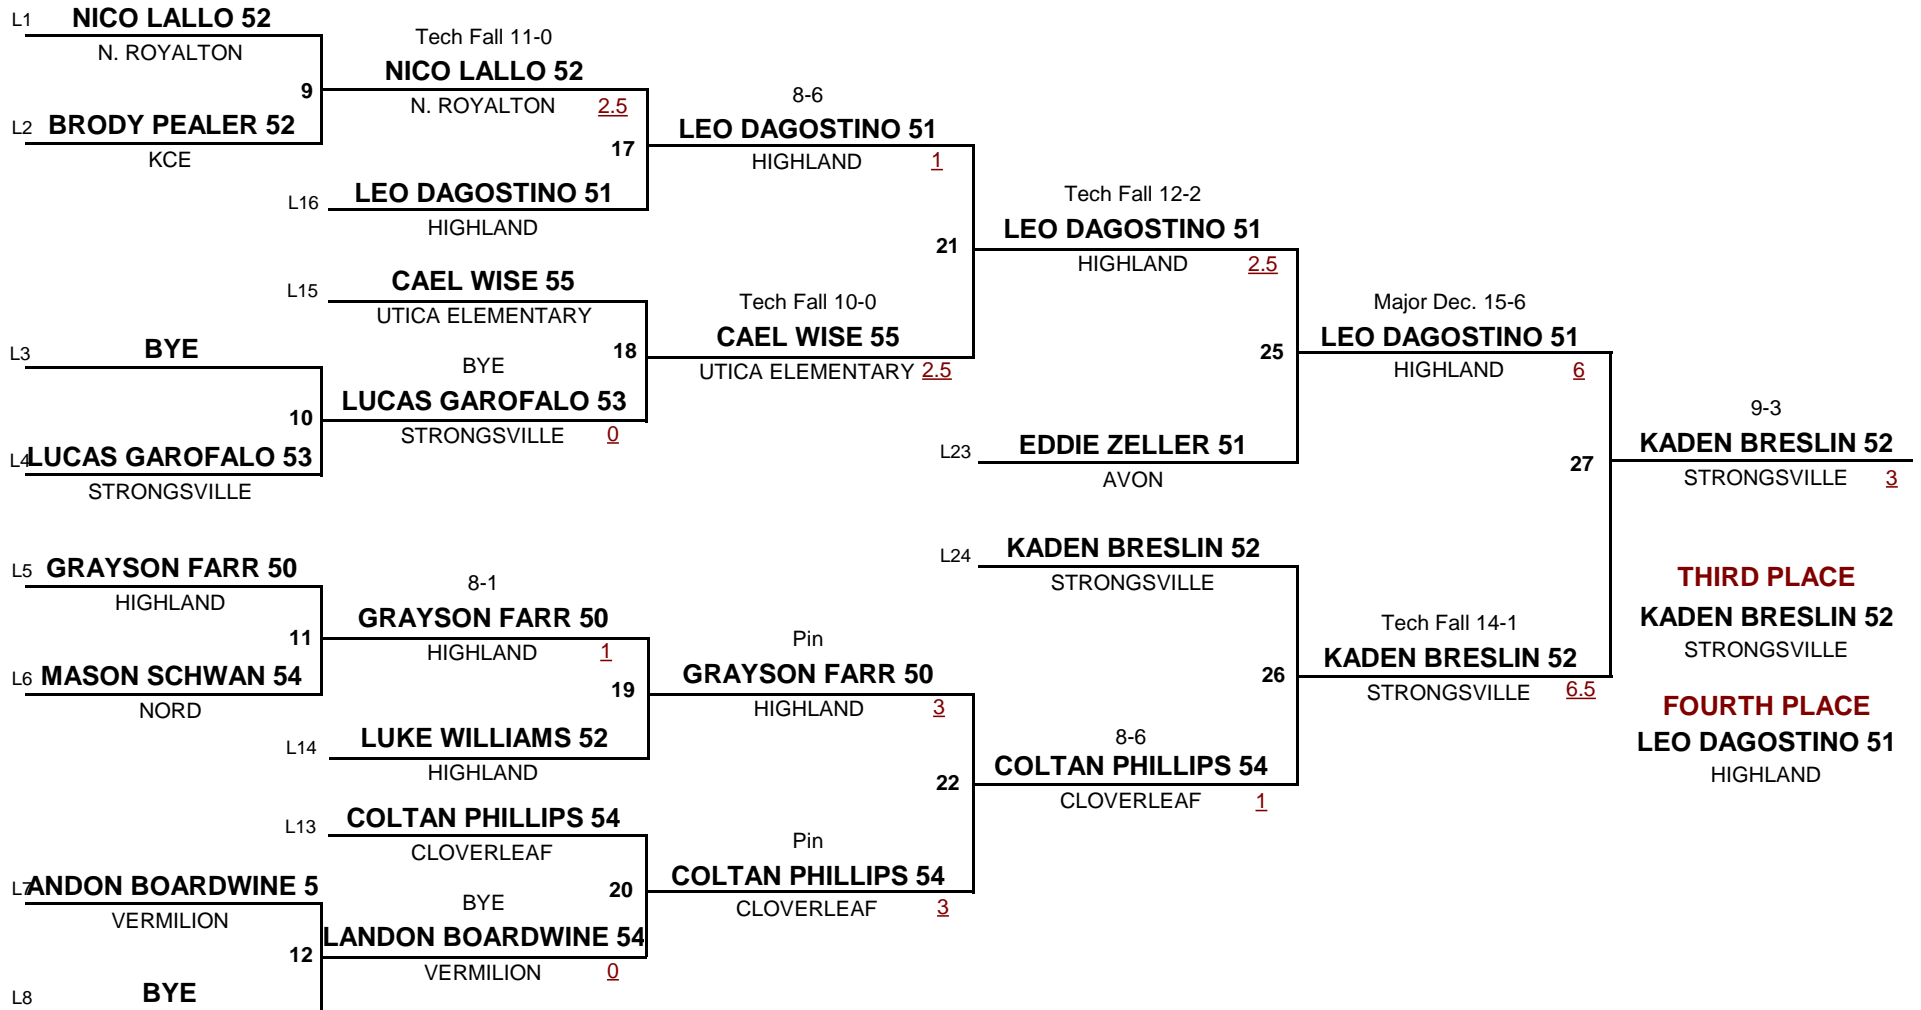 L1 NICO LALLO 52
N. ROYALTON
9
L2 BRODY PEALER 52
KCE
Tech Fall 11-0
NICO LALLO 52
N. ROYALTON 2.5
17
L16 LEO DAGOSTINO 51
HIGHLAND
8-6
LEO DAGOSTINO 51
HIGHLAND 1
L15 CAEL WISE 55
UTICA ELEMENTARY
18
L3 BYE
10
L4 LUCAS GAROFALO 53
STRONGSVILLE
BYE
LUCAS GAROFALO 53
STRONGSVILLE 0
Tech Fall 10-0
CAEL WISE 55
UTICA ELEMENTARY 2.5
21
Tech Fall 12-2
LEO DAGOSTINO 51
HIGHLAND 2.5
25
L23 EDDIE ZELLER 51
AVON
Major Dec. 15-6
LEO DAGOSTINO 51
HIGHLAND 6
27
9-3
KADEN BRESLIN 52
STRONGSVILLE 3
L5 GRAYSON FARR 50
HIGHLAND
11
L6 MASON SCHWAN 54
NORD
8-1
GRAYSON FARR 50
HIGHLAND 1
19
L14 LUKE WILLIAMS 52
HIGHLAND
Pin
GRAYSON FARR 50
HIGHLAND 3
22
L13 COLTAN PHILLIPS 54
CLOVERLEAF
20
L7 ANDON BOARDWINE 5
VERMILION
12
L8 BYE
BYE
LANDON BOARDWINE 54
VERMILION 0
Pin
COLTAN PHILLIPS 54
CLOVERLEAF 3
8-6
COLTAN PHILLIPS 54
CLOVERLEAF 1
L24 KADEN BRESLIN 52
STRONGSVILLE
26
Tech Fall 14-1
KADEN BRESLIN 52
STRONGSVILLE 6.5
THIRD PLACE
KADEN BRESLIN 52
STRONGSVILLE
FOURTH PLACE
LEO DAGOSTINO 51
HIGHLAND